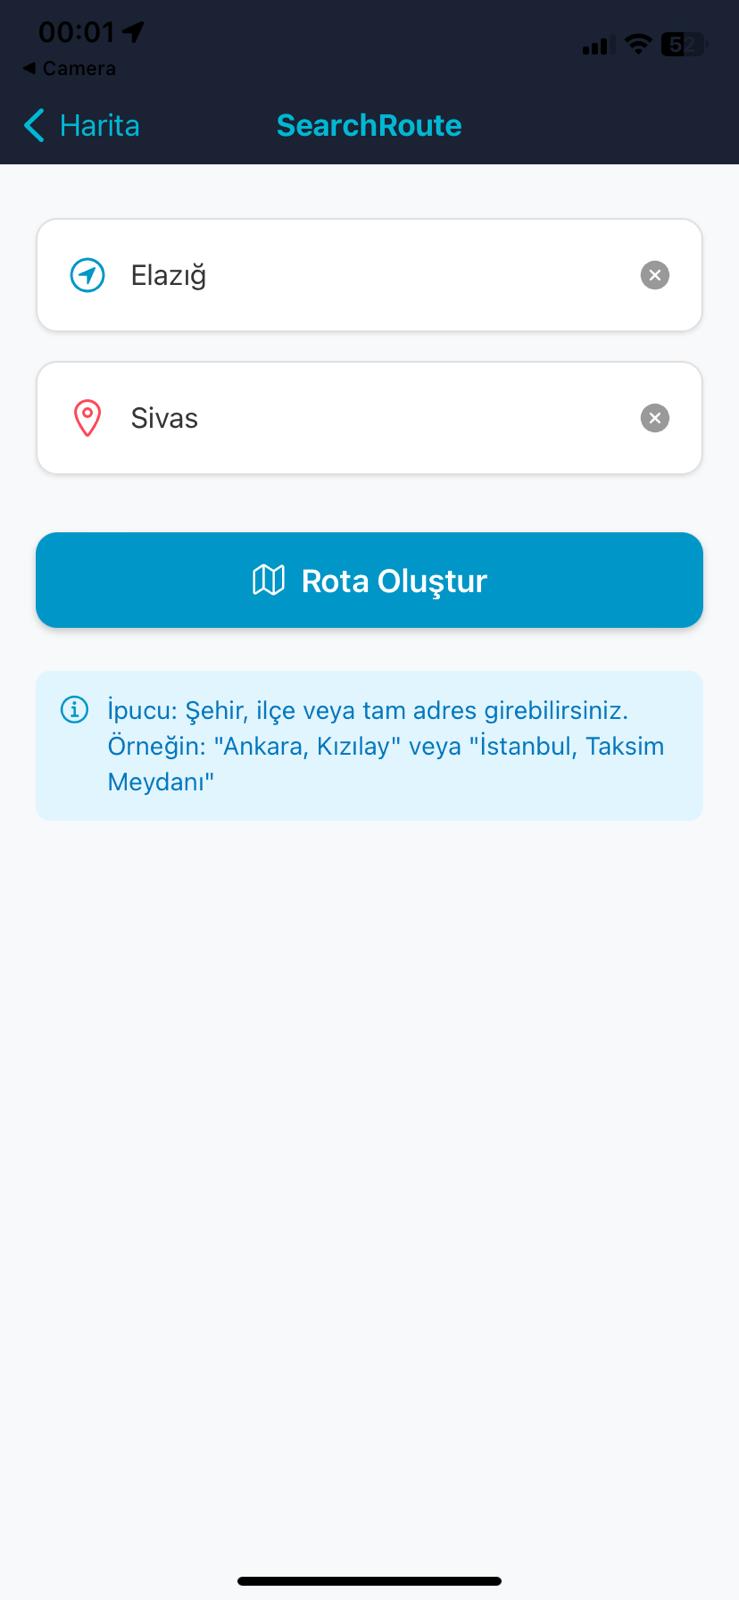 00:01
Camera
52
Harita
SearchRoute
Elazığ
Sivas
Rota Oluştur
İpucu: Şehir, ilçe veya tam adres girebilirsiniz.
Örneğin: "Ankara, Kızılay" veya "İstanbul, Taksim
Meydanı"